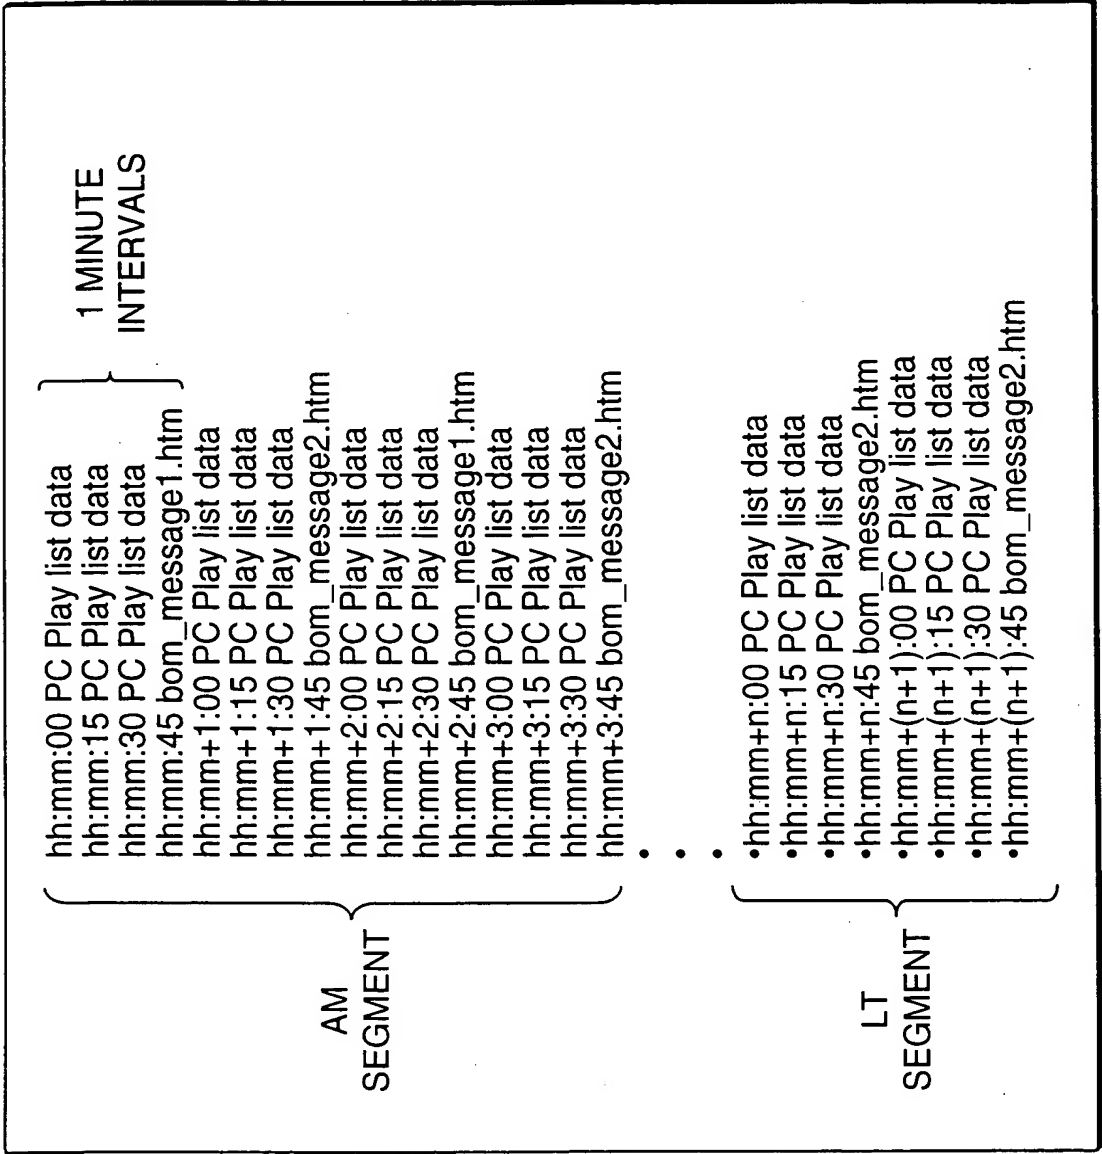 hh:mm:00 PC Play list data
hh:mm:15 PC Play list data
hh:mm:30 PC Play list data
hh:mm:45 bom_message1.htm
1 MINUTE
INTERVALS
hh:mm+1:00 PC Play list data
hh:mm+1:15 PC Play list data
hh:mm+1:30 PC Play list data
hh:mm+1:45 bom_message2.htm
hh:mm+2:00 PC Play list data
hh:mm+2:15 PC Play list data
hh:mm+2:30 PC Play list data
hh:mm+2:45 bom_message1.htm
hh:mm+3:00 PC Play list data
hh:mm+3:15 PC Play list data
hh:mm+3:30 PC Play list data
hh:mm+3:45 bom_message2.htm
AM
SEGMENT
•hh:mm+n:00 PC Play list data
•hh:mm+n:15 PC Play list data
•hh:mm+n:30 PC Play list data
•hh:mm+n:45 bom_message2.htm
•hh:mm+(n+1):00 PC Play list data
•hh:mm+(n+1):15 PC Play list data
•hh:mm+(n+1):30 PC Play list data
•hh:mm+(n+1):45 bom_message2.htm
LT
SEGMENT